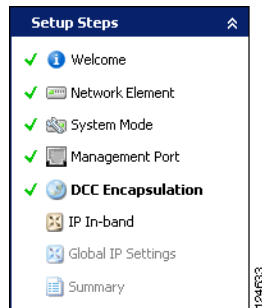 Setup Steps
Welcome
Network Element
System Mode
Management Port
DCC Encapsulation
IP In-band
Global IP Settings
Summary
124633